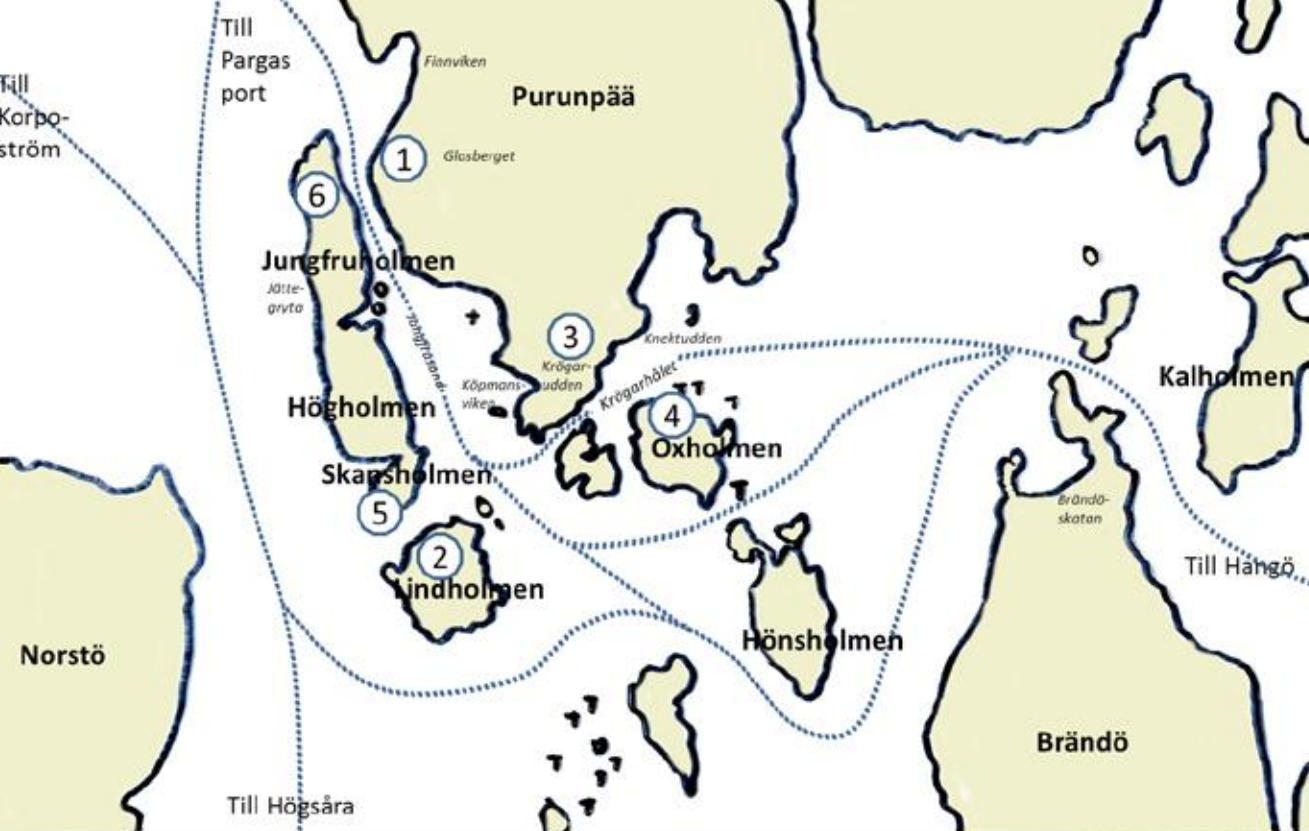 Till
Pargas
port
Till
Korpo-
ström
Finnviken
Purunpää
1
Glasberget
6
Jungfruholmen
Jätte-
gryta
Jungfrusund
3
Knektudden
Krögar-
udden
Köpmans-
viken
Krögarhålet
Kalholmen
Högholmen
4
Oxholmen
Skansholmen
5
Brändö-
skatan
2
Lindholmen
Till Hangö
Hönsholmen
Norstö
Brändö
Till Högsåra